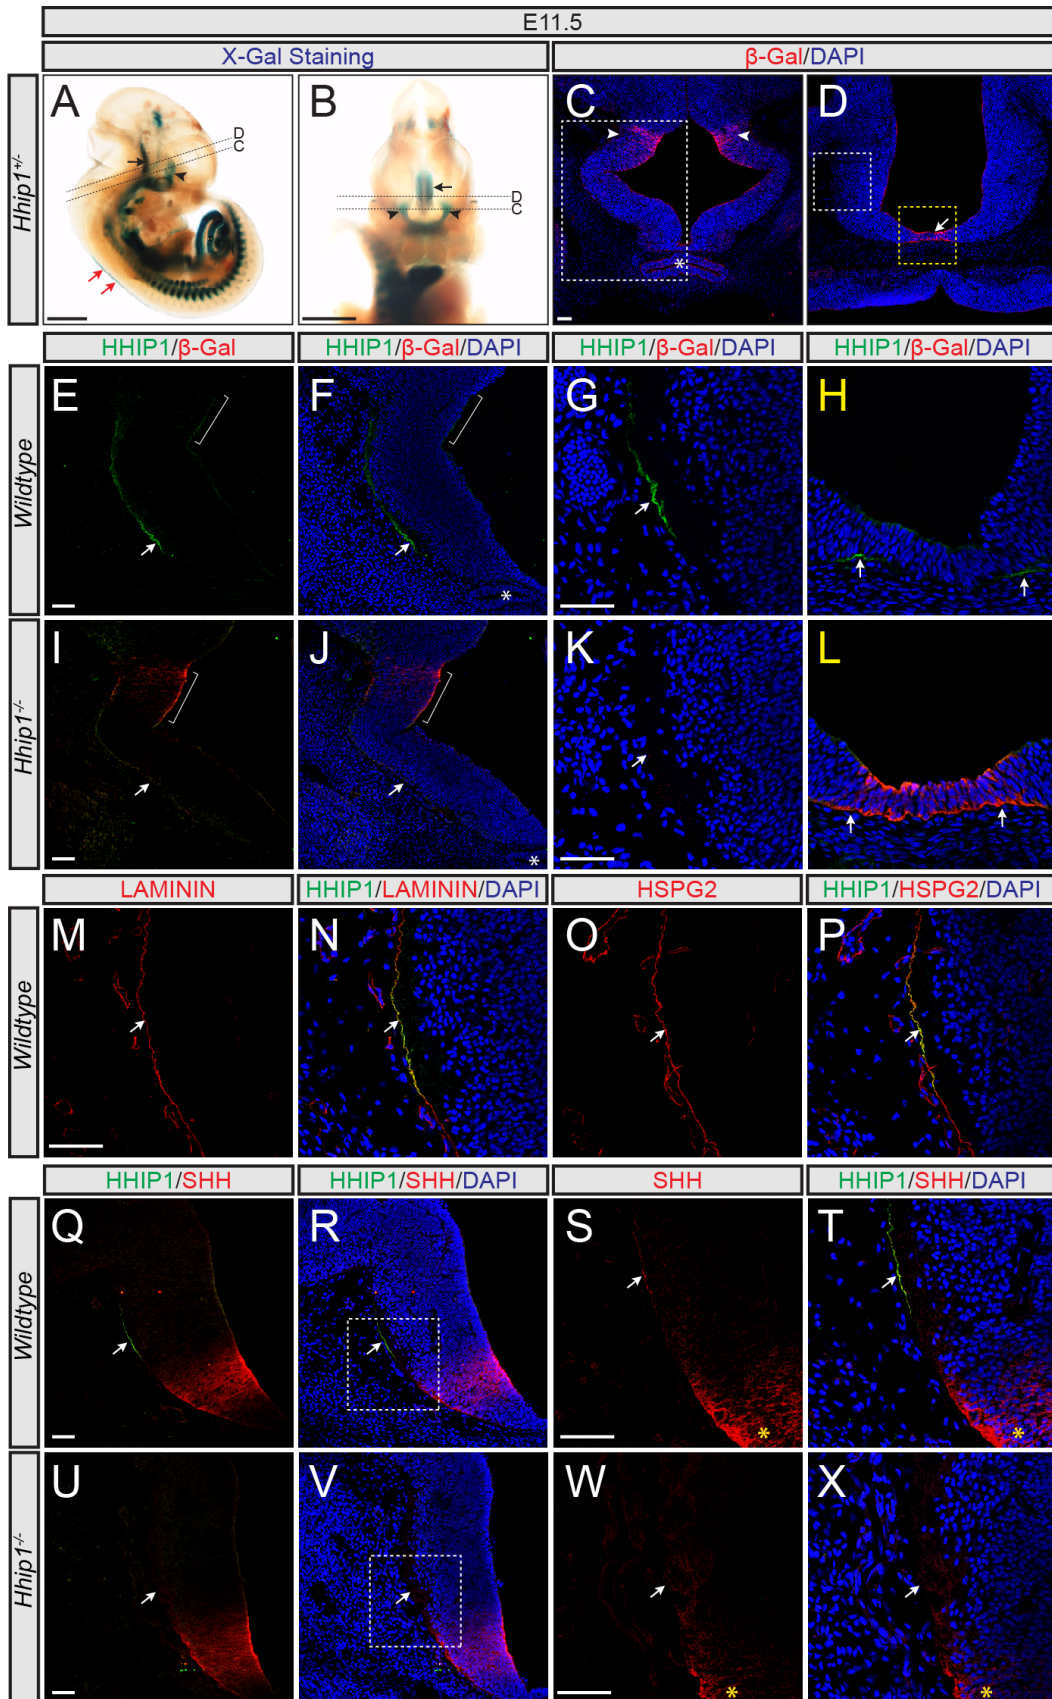 E11.5
X-Gal Staining
β-Gal/DAPI
Hhip1+/-
A
D
C
B
D
C
C
*
D
HHIP1/β-Gal
HHIP1/β-Gal/DAPI
HHIP1/β-Gal/DAPI
HHIP1/β-Gal/DAPI
Wildtype
E
F
*
G
H
Hhip1-/-
I
J
*
K
L
LAMININ
HHIP1/LAMININ/DAPI
HSPG2
HHIP1/HSPG2/DAPI
Wildtype
M
N
O
P
HHIP1/SHH
HHIP1/SHH/DAPI
SHH
HHIP1/SHH/DAPI
Wildtype
Q
R
S
*
T
*
Hhip1-/-
U
V
W
*
X
*